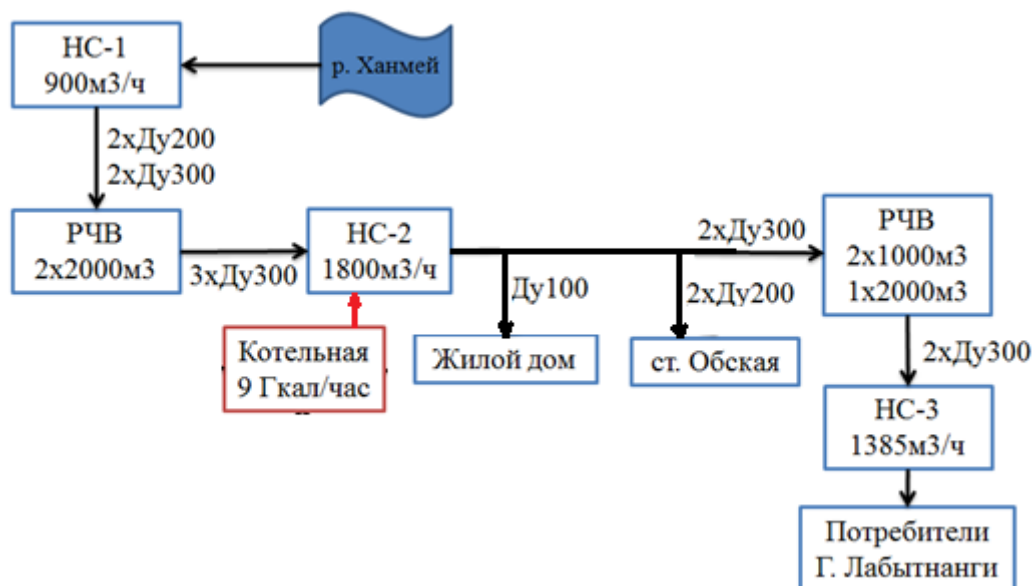 НС-1
900м3/ч
р. Ханмей
2хДу200
2хДу300
РЧВ
2х2000м3
3хДу300
НС-2
1800м3/ч
2хДу300
РЧВ
2х1000м3
1х2000м3
Ду100
2хДу200
Котельная
9 Гкал/час
Жилой дом
ст. Обская
2хДу300
НС-3
1385м3/ч
Потребители
Г. Лабытнанги